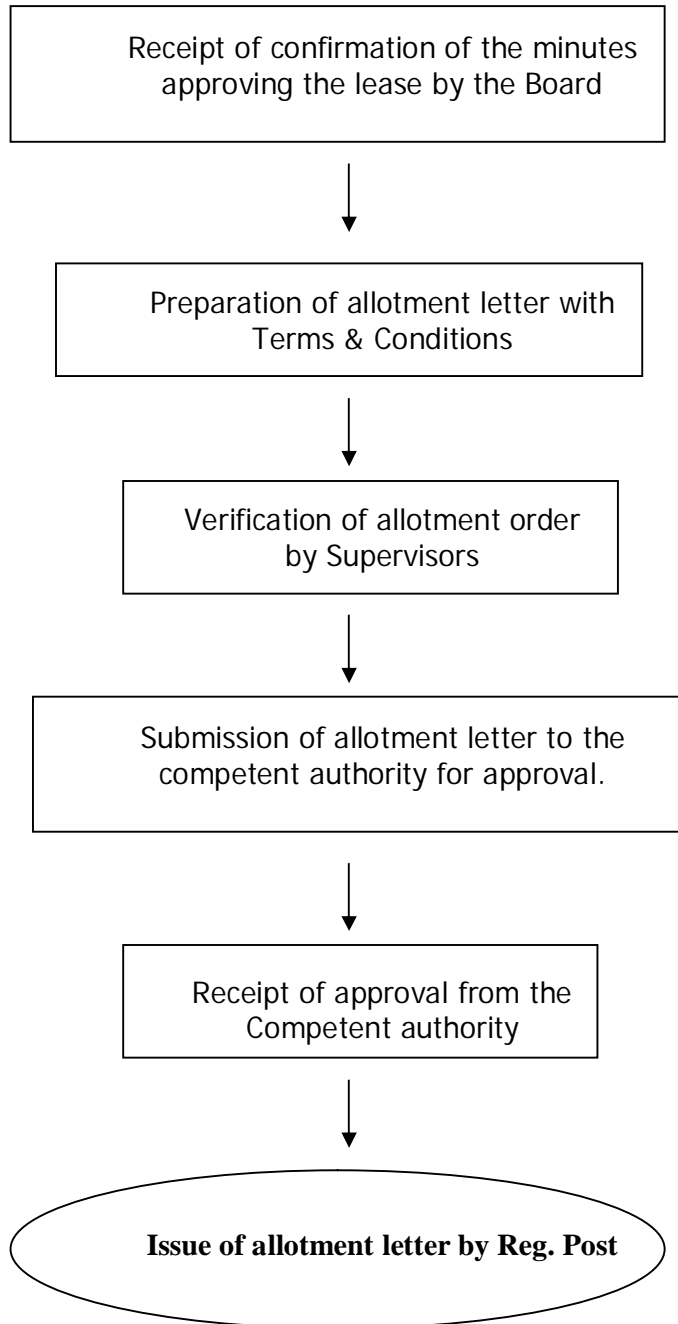 Receipt of confirmation of the minutes
approving the lease by the Board
Preparation of allotment letter with
Terms & Conditions
Verification of allotment order
by Supervisors
Submission of allotment letter to the
competent authority for approval.
Receipt of approval from the
Competent authority
Issue of allotment letter by Reg. Post